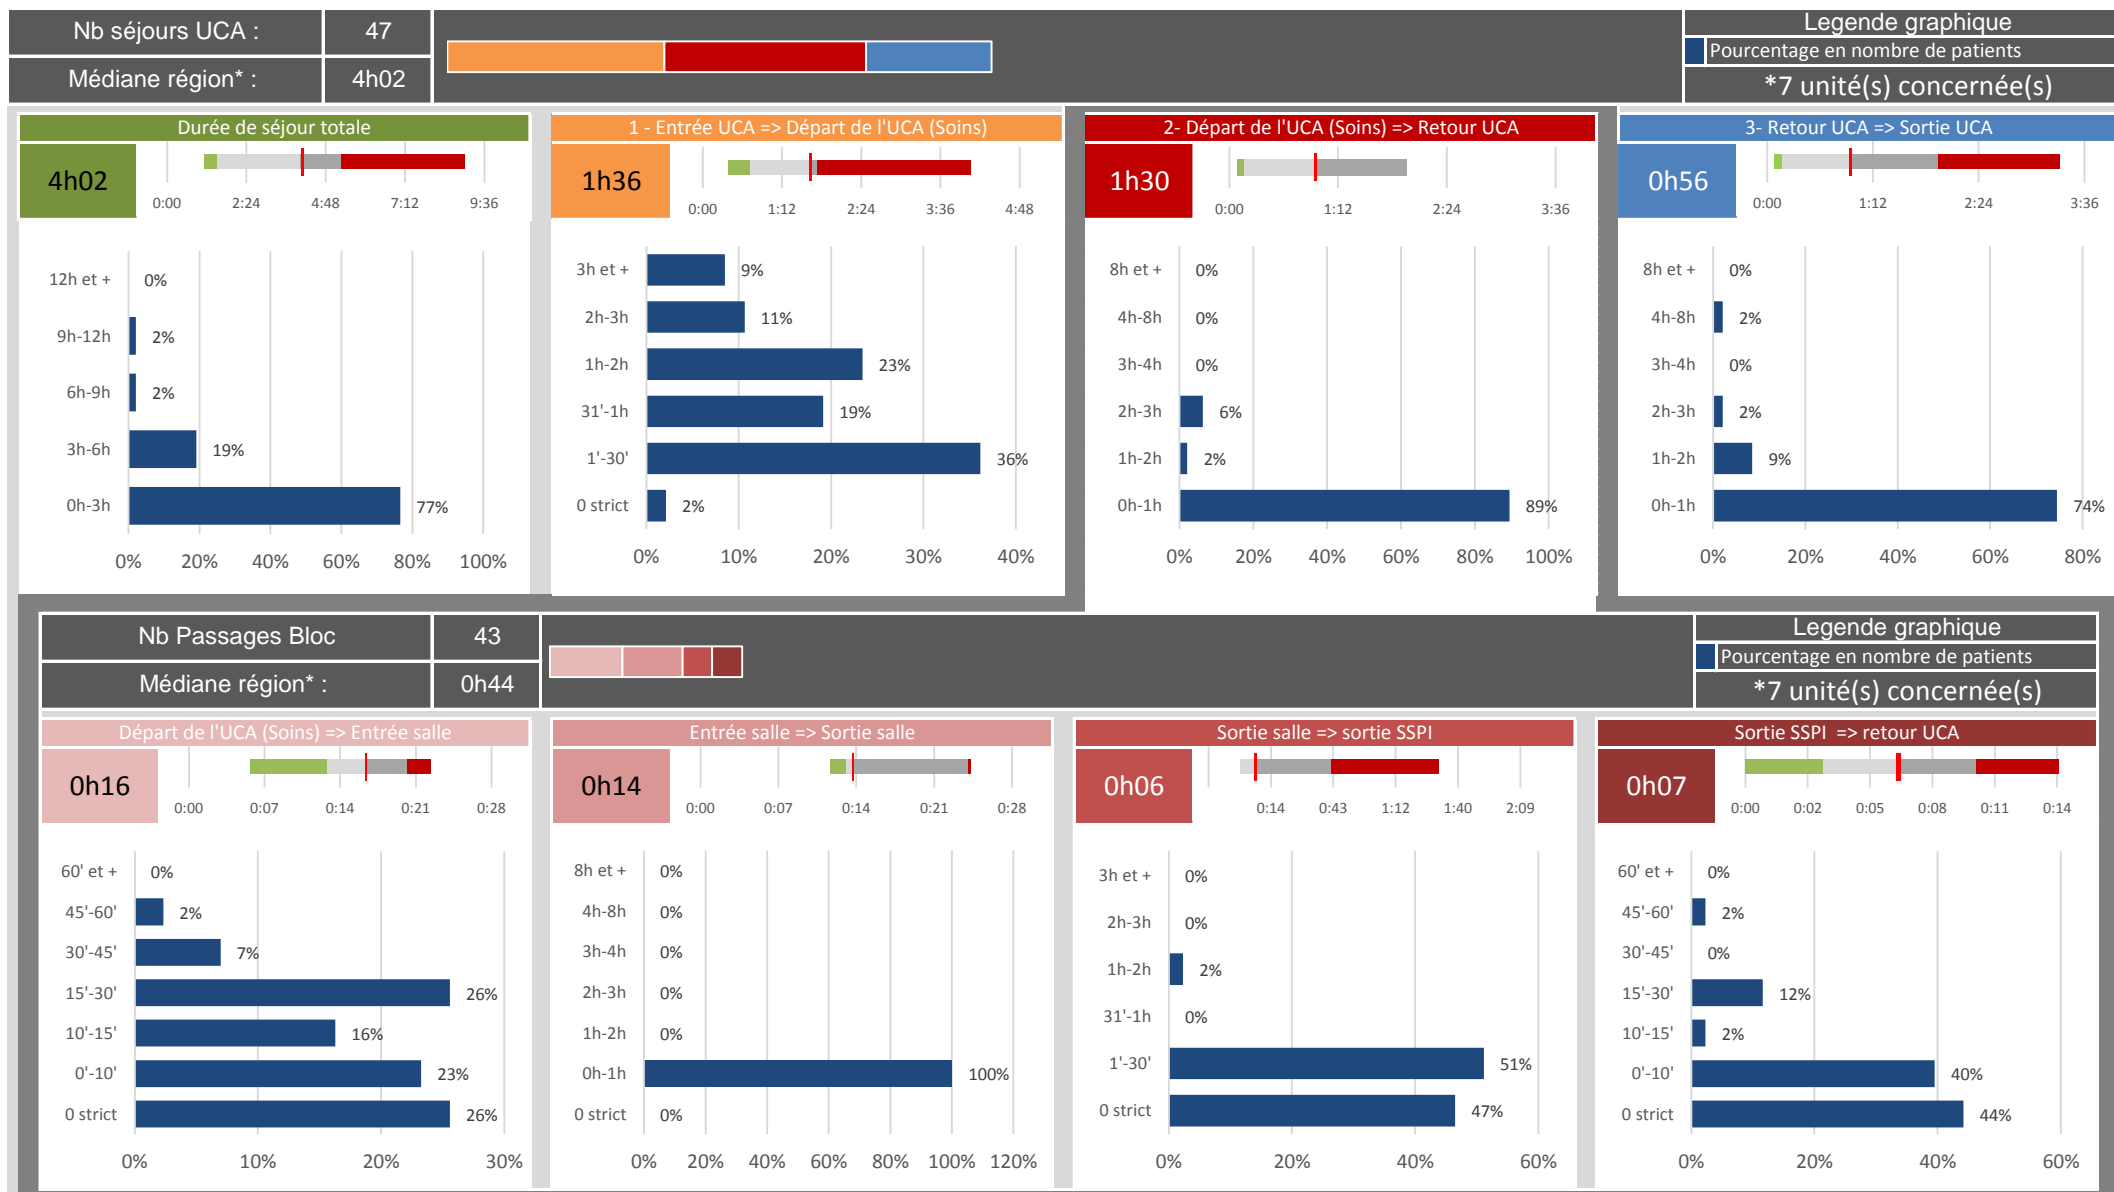 Nb séjours UCA :
47
Médiane région* :
4h02
Legende graphique
Pourcentage en nombre de patients
*7 unité(s) concernée(s)
Durée de séjour totale
4h02
0:00 2:24 4:48 7:12 9:36
12h et + 0%
9h-12h 2%
6h-9h 2%
3h-6h 19%
0h-3h 77%
0% 20% 40% 60% 80% 100%
1 - Entrée UCA => Départ de l'UCA (Soins)
1h36
0:00 1:12 2:24 3:36 4:48
3h et + 9%
2h-3h 11%
1h-2h 23%
31'-1h 19%
1'-30' 36%
0 strict 2%
0% 10% 20% 30% 40%
2- Départ de l'UCA (Soins) => Retour UCA
1h30
0:00 1:12 2:24 3:36
8h et + 0%
4h-8h 0%
3h-4h 0%
2h-3h 6%
1h-2h 2%
0h-1h 89%
0% 20% 40% 60% 80% 100%
3- Retour UCA => Sortie UCA
0h56
0:00 1:12 2:24 3:36
8h et + 0%
4h-8h 2%
3h-4h 0%
2h-3h 2%
1h-2h 9%
0h-1h 74%
0% 20% 40% 60% 80%
Nb Passages Bloc
43
Médiane région* :
0h44
Legende graphique
Pourcentage en nombre de patients
*7 unité(s) concernée(s)
Départ de l'UCA (Soins) => Entrée salle
0h16
0:00 0:07 0:14 0:21 0:28
60' et + 0%
45'-60' 2%
30'-45' 7%
15'-30' 26%
10'-15' 16%
0'-10' 23%
0 strict 26%
0% 10% 20% 30%
Entrée salle => Sortie salle
0h14
0:00 0:07 0:14 0:21 0:28
8h et + 0%
4h-8h 0%
3h-4h 0%
2h-3h 0%
1h-2h 0%
0h-1h 100%
0 strict 0%
0% 20% 40% 60% 80% 100% 120%
Sortie salle => sortie SSPI
0h06
0:14 0:43 1:12 1:40 2:09
3h et + 0%
2h-3h 0%
1h-2h 2%
31'-1h 0%
1'-30' 51%
0 strict 47%
0% 20% 40% 60%
Sortie SSPI => retour UCA
0h07
0:00 0:02 0:05 0:08 0:11 0:14
60' et + 0%
45'-60' 2%
30'-45' 0%
15'-30' 12%
10'-15' 2%
0'-10' 40%
0 strict 44%
0% 20% 40% 60%